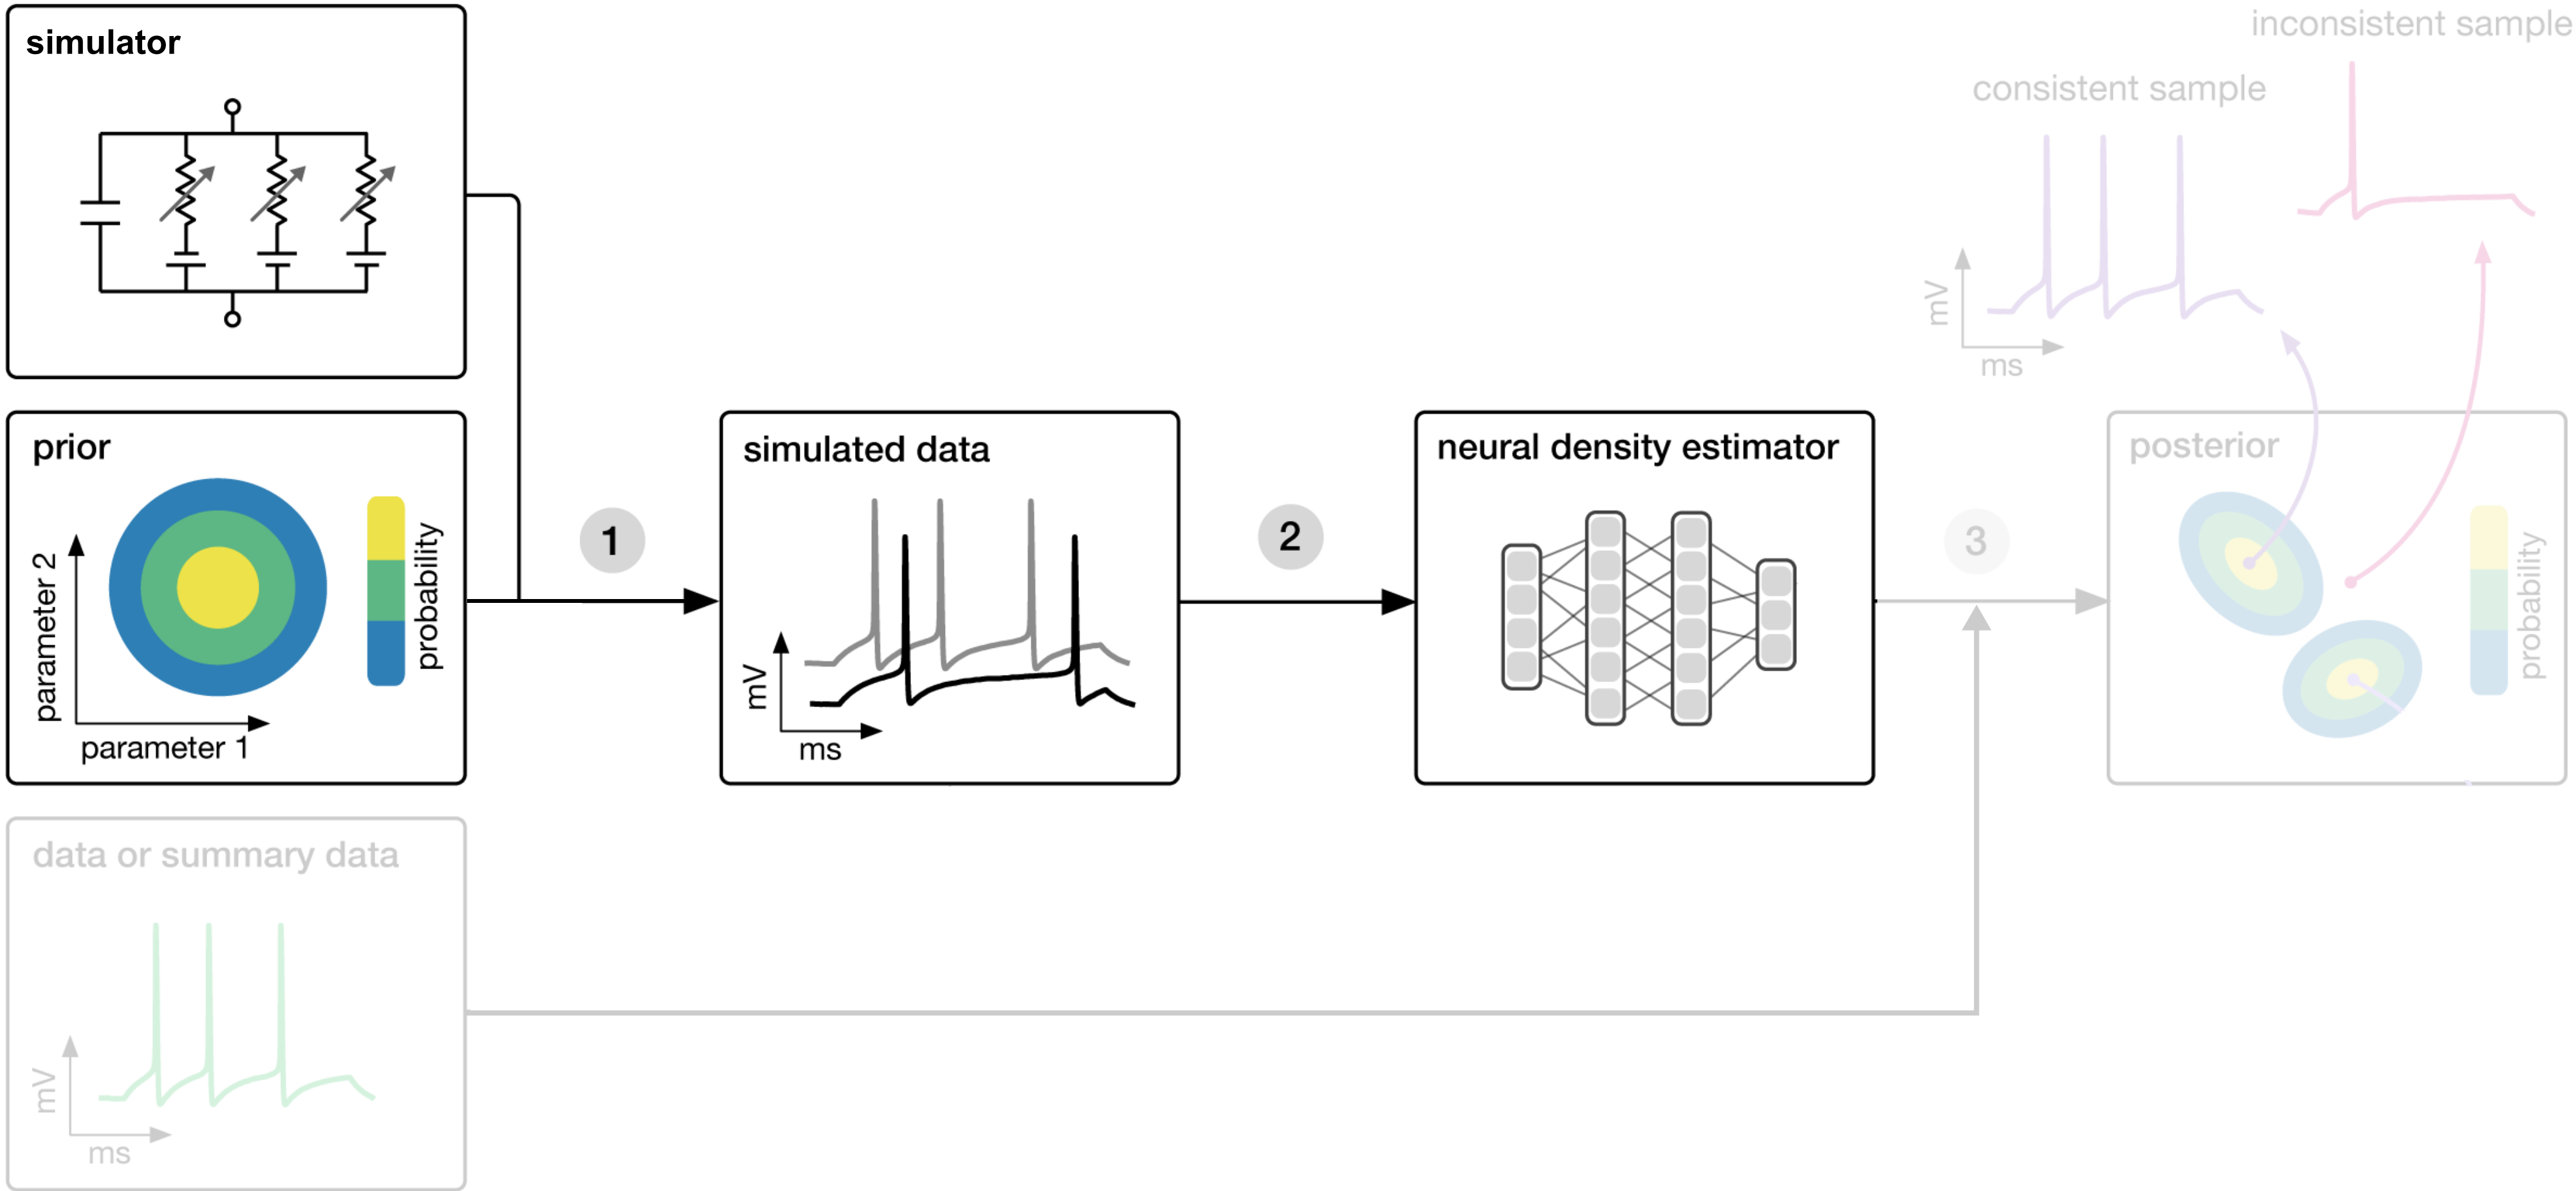 simulator
prior
parameter 2
parameter 1
probability
1
simulated data
mV
ms
2
neural density estimator
3
inconsistent sample
consistent sample
mV
ms
posterior
probability
data or summary data
mV
ms